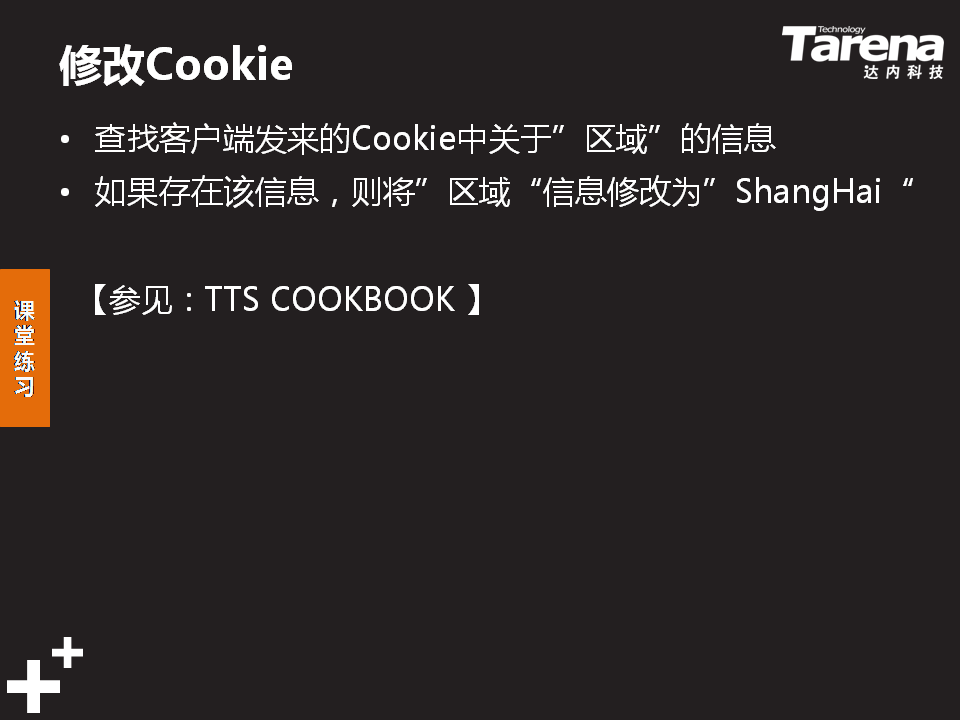 修改Cookie
Technology
Tarena
达内科技
• 查找客户端发来的Cookie中关于”区域”的信息
• 如果存在该信息，则将”区域“信息修改为”ShangHai“
【参见：TTS COOKBOOK 】
课
堂
练
习